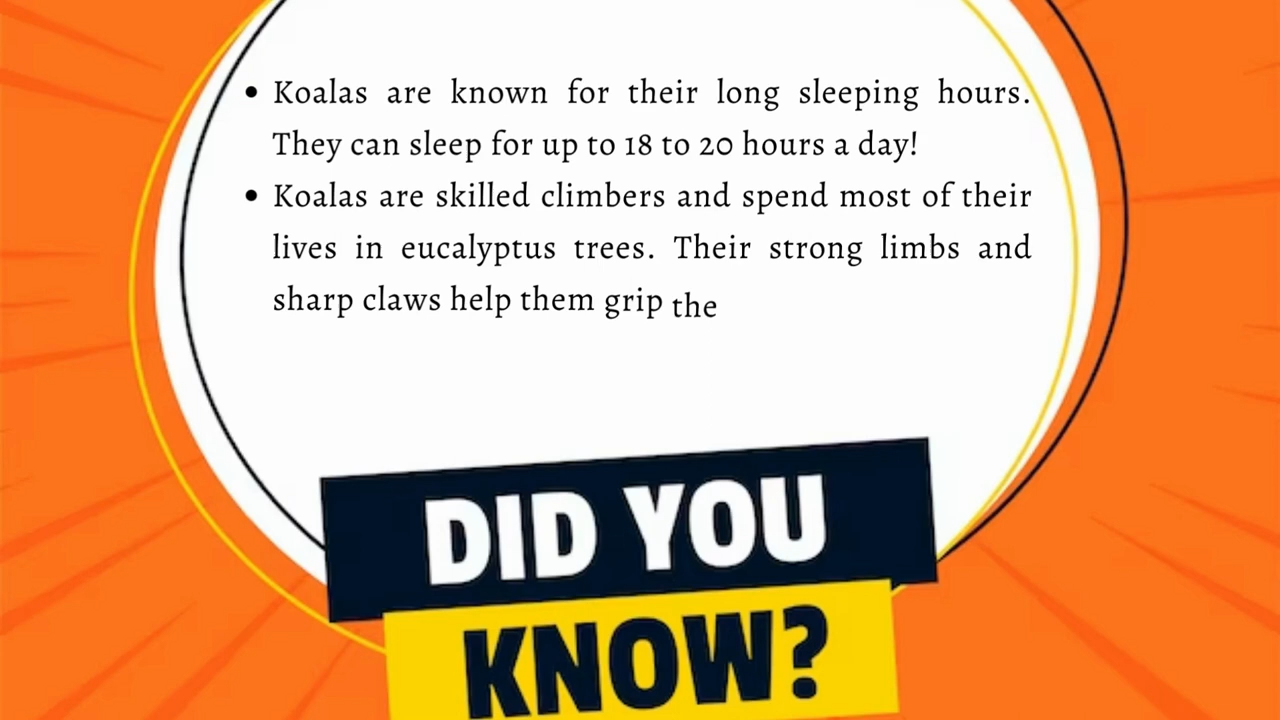 • Koalas are known for their long sleeping hours.
They can sleep for up to 18 to 20 hours a day!
• Koalas are skilled climbers and spend most of their
lives in eucalyptus trees. Their strong limbs and
sharp claws help them grip the
DID YOU
KNOW?